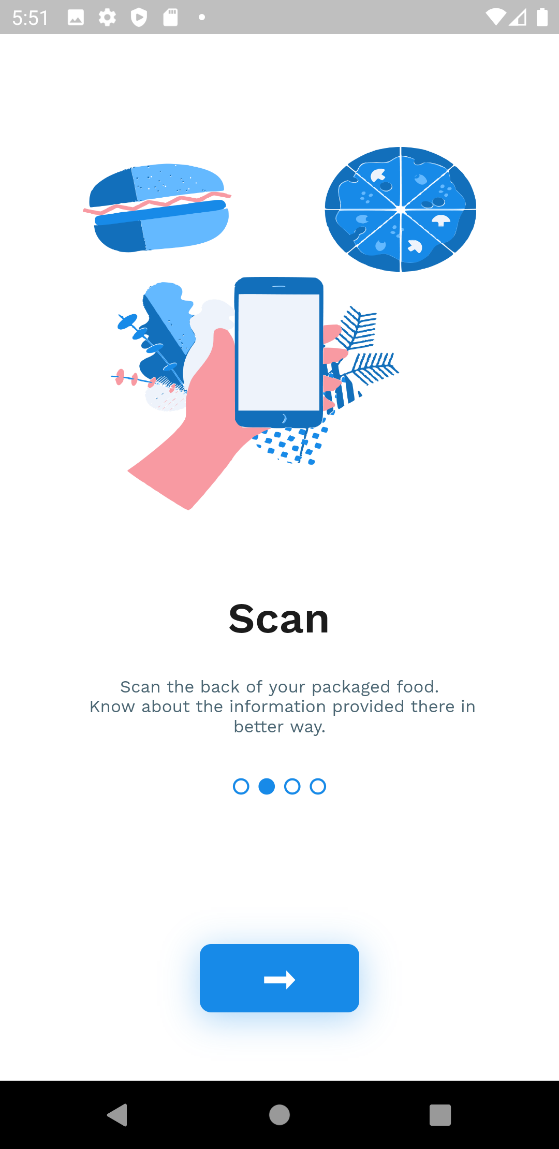 5:51
Scan
Scan the back of your packaged food.
Know about the information provided there in
better way.